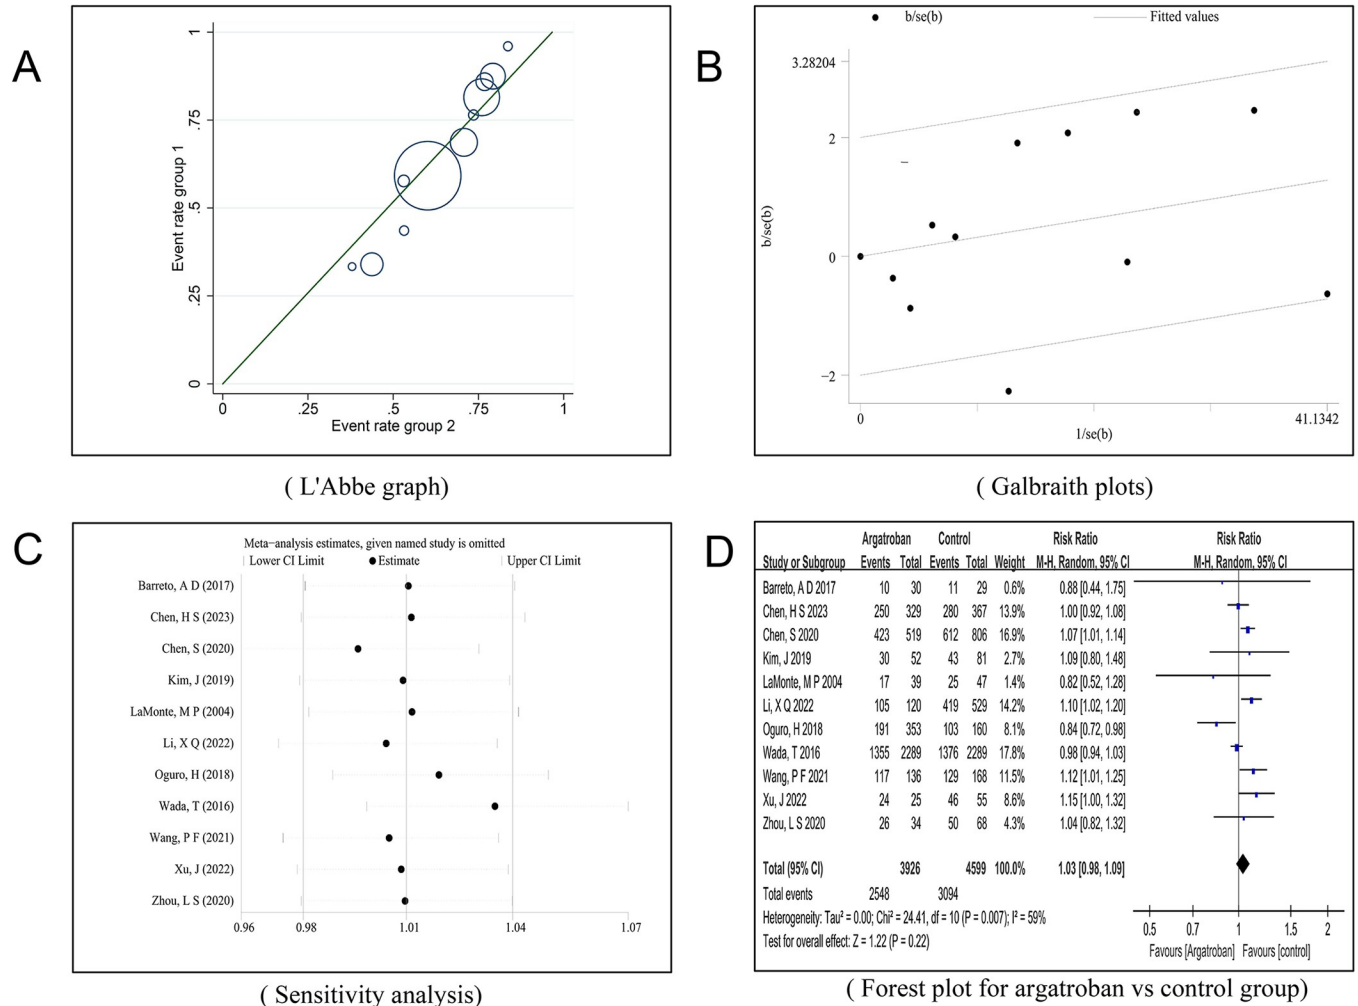 A
1
.75
.5
.25
0
Event rate group 1
0 .25 .5 .75 1
Event rate group 2
( L'Abbe graph)
B
b/se(b) Fitted values
3.28204
2
0
−2
b/se(b)
0 41.1342
1/se(b)
( Galbraith plots)
C
Meta−analysis estimates, given named study is omitted
Lower CI Limit Estimate Upper CI Limit
Barreto, A D (2017)
Chen, H S (2023)
Chen, S (2020)
Kim, J (2019)
LaMonte, M P (2004)
Li, X Q (2022)
Oguro, H (2018)
Wada, T (2016)
Wang, P F (2021)
Xu, J (2022)
Zhou, L S (2020)
0.96 0.98 1.01 1.04 1.07
( Sensitivity analysis)
D
Argatroban Control Risk Ratio Risk Ratio
Study or Subgroup Events Total Events Total Weight M-H, Random, 95% CI M-H, Random, 95% CI
Barreto, A D 2017 10 30 11 29 0.6% 0.88 [0.44, 1.75]
Chen, H S 2023 250 329 280 367 13.9% 1.00 [0.92, 1.08]
Chen, S 2020 423 519 612 806 16.9% 1.07 [1.01, 1.14]
Kim, J 2019 30 52 43 81 2.7% 1.09 [0.80, 1.48]
LaMonte, M P 2004 17 39 25 47 1.4% 0.82 [0.52, 1.28]
Li, X Q 2022 105 120 419 529 14.2% 1.10 [1.02, 1.20]
Oguro, H 2018 191 353 103 160 8.1% 0.84 [0.72, 0.98]
Wada, T 2016 1355 2289 1376 2289 17.8% 0.98 [0.94, 1.03]
Wang, P F 2021 117 136 129 168 11.5% 1.12 [1.01, 1.25]
Xu, J 2022 24 25 46 55 8.6% 1.15 [1.00, 1.32]
Zhou, L S 2020 26 34 50 68 4.3% 1.04 [0.82, 1.32]
Total (95% CI) 3926 4599 100.0% 1.03 [0.98, 1.09]
Total events 2548 3094
Heterogeneity: Tau² = 0.00; Chi² = 24.41, df = 10 (P = 0.007); I² = 59%
Test for overall effect: Z = 1.22 (P = 0.22)
0.5 0.7 1 1.5 2
Favours [Argatroban] Favours [control]
( Forest plot for argatroban vs control group)